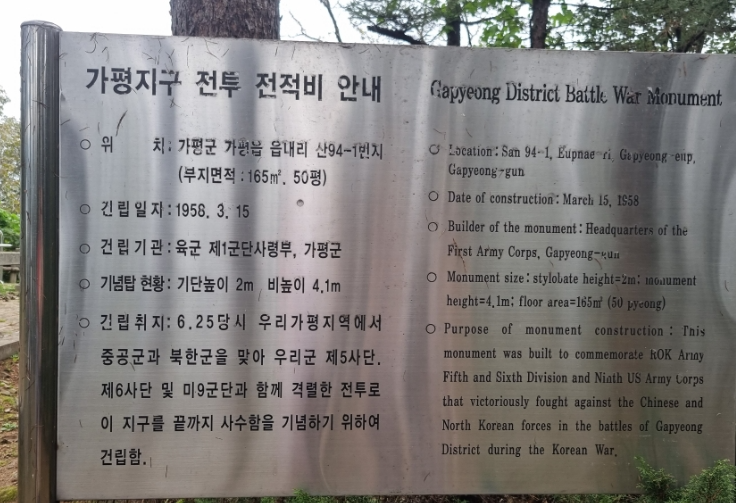 가평지구 전투 전적비 안내
○ 위 치: 가평군 가평읍 읍내리 산94-1번지
(부지면적 : 165㎡. 50평)
○ 건립일자 : 1958. 3. 15
○ 건립기관 : 육군 제1군단사령부, 가평군
○ 기념탑 현황 : 기단높이 2m 비높이 4.1m
○ 건립취지 : 6.25당시 우리가평지역에서
중공군과 북한군을 맞아 우리군 제5사단.
제6사단 및 미9군단과 함께 격렬한 전투로
이 지구를 끝까지 사수함을 기념하기 위하여
건립함.
Gapyeong District Battle War Monument
○ Location : San 94-1, Eupnae-ri, Gapyeong-eup,
Gapyeong-gun
○ Date of construction : March 15, 1958
○ Builder of the monument : Headquarters of the
First Army Corps, Gapyeong-gun
○ Monument size : stylobate height=2m; monument
height=4.1m; floor area=165㎡ (50 pyeong)
○ Purpose of monument construction : This
monument was built to commemorate ROK Army
Fifth and Sixth Division and Ninth US Army Corps
that victoriously fought against the Chinese and
North Korean forces in the battles of Gapyeong
District during the Korean War.